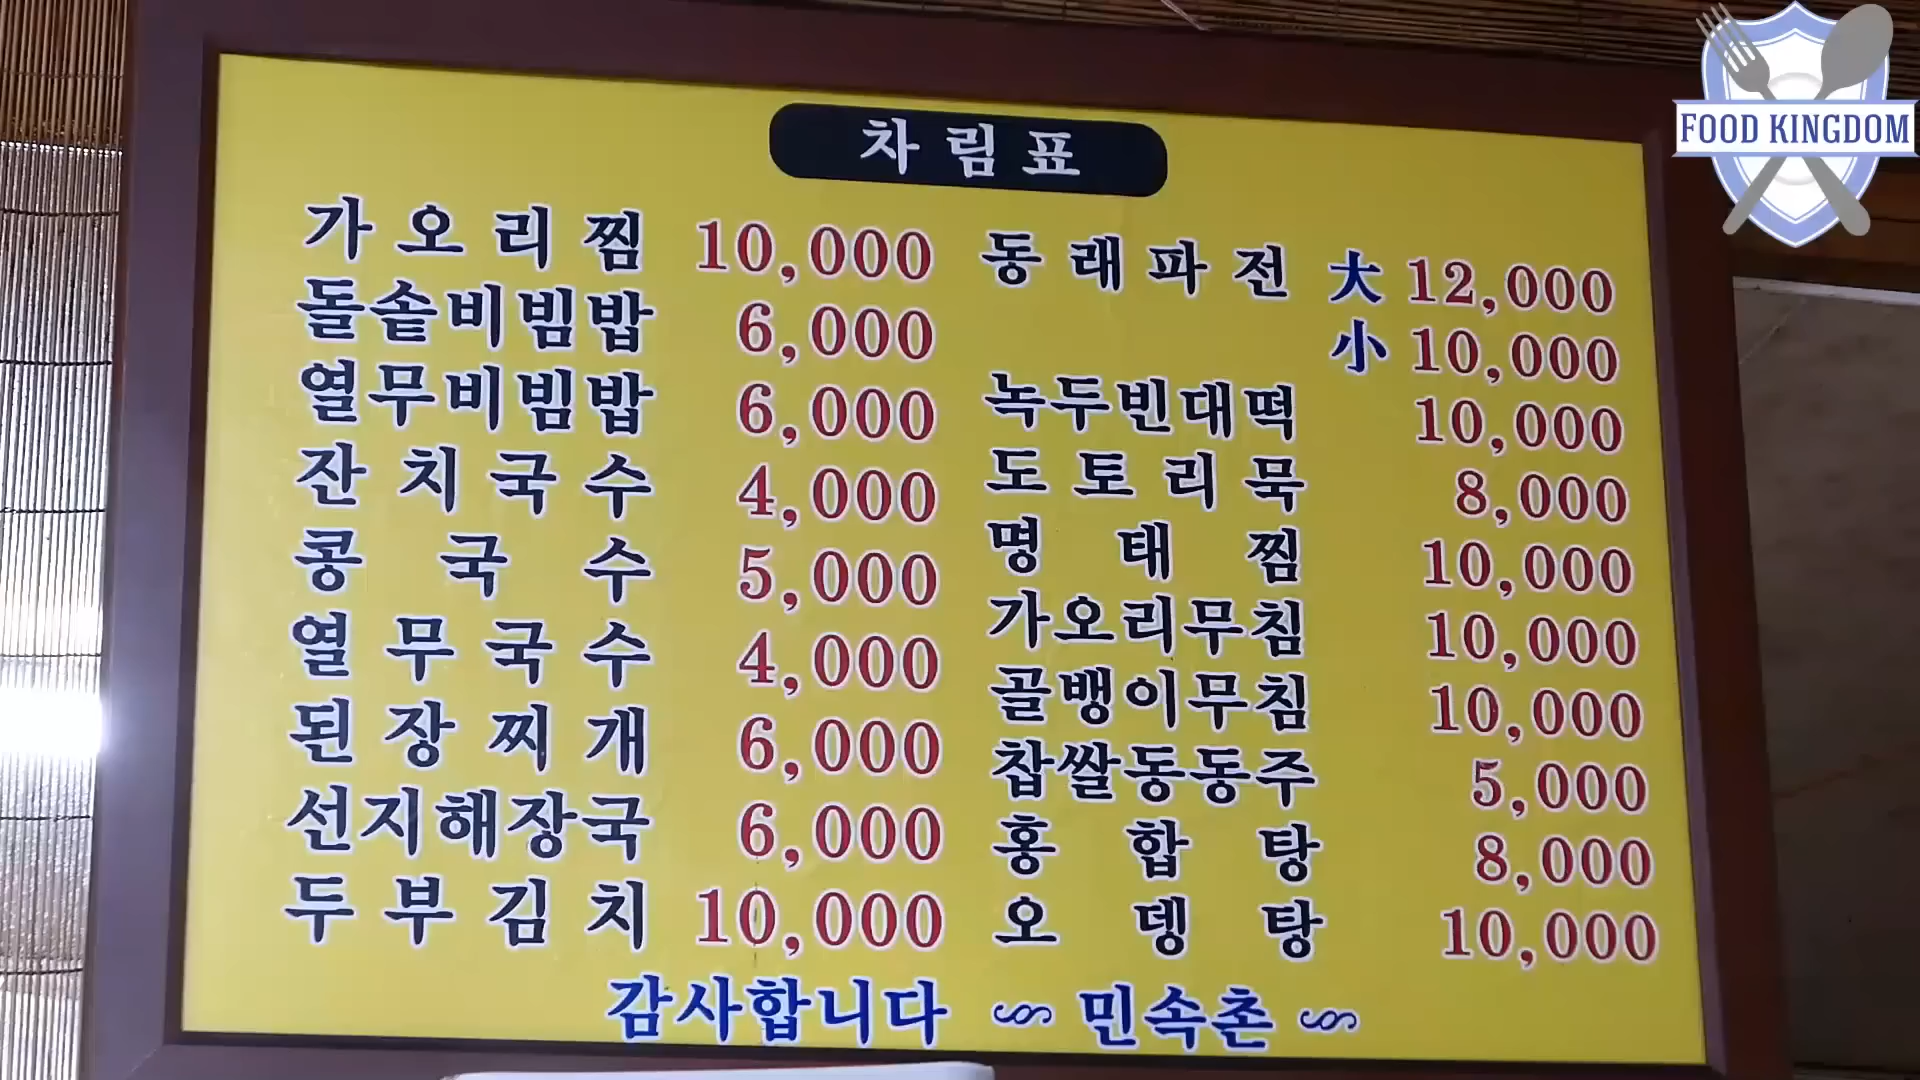 차림표
가오리찜 10,000
돌솥비빔밥 6,000
열무비빔밥 6,000
잔치국수 4,000
콩국수 5,000
열무국수 4,000
된장찌개 6,000
선지해장국 6,000
두부김치 10,000
동래파전 大 12,000
小 10,000
녹두빈대떡 10,000
도토리묵 8,000
명태찜 10,000
가오리무침 10,000
골뱅이무침 10,000
찹쌀동동주 5,000
홍합탕 8,000
오뎅탕 10,000
감사합니다 ∽ 민속촌 ∽
FOOD KINGDOM